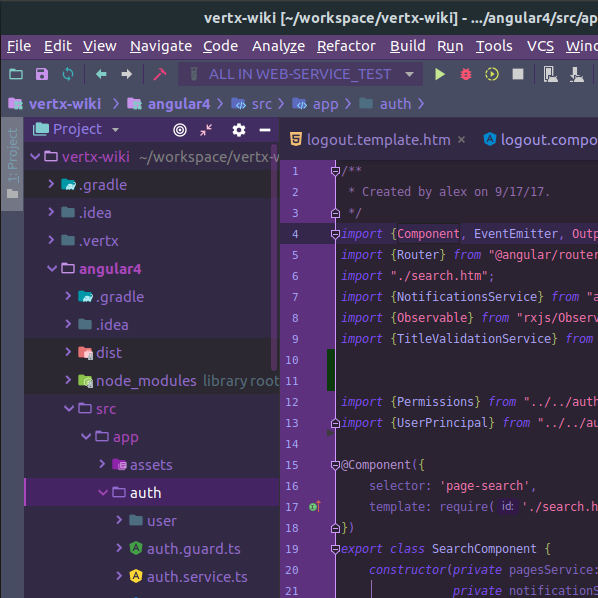 vertx-wiki [~/workspace/vertx-wiki] - .../angular4/src/ap
File Edit View Navigate Code Analyze Refactor Build Run Tools VCS Wind
ALL IN WEB-SERVICE_TEST
vertx-wiki angular4 src app auth
1: Project
Project
vertx-wiki ~/workspace/vertx-w
.gradle
.idea
.vertx
angular4
.gradle
.idea
dist
node_modules library root
src
app
assets
auth
user
auth.guard.ts
auth.service.ts
logout.template.htm logout.compo
1 /**
2 * Created by alex on 9/17/17.
3 */
4 import {Component, EventEmitter, Outp
5 import {Router} from "@angular/router
6 import "./search.htm";
7 import {NotificationsService} from "a
8 import {Observable} from "rxjs/Observ
9 import {TitleValidationService} from
10
11
12 import {Permissions} from "../../auth
13 import {UserPrincipal} from "../../au
14
15 @Component({
16 selector: 'page-search',
17 template: require( id: './search.h
18 })
19 export class SearchComponent {
20 constructor(private pagesService:
21 private notificationS